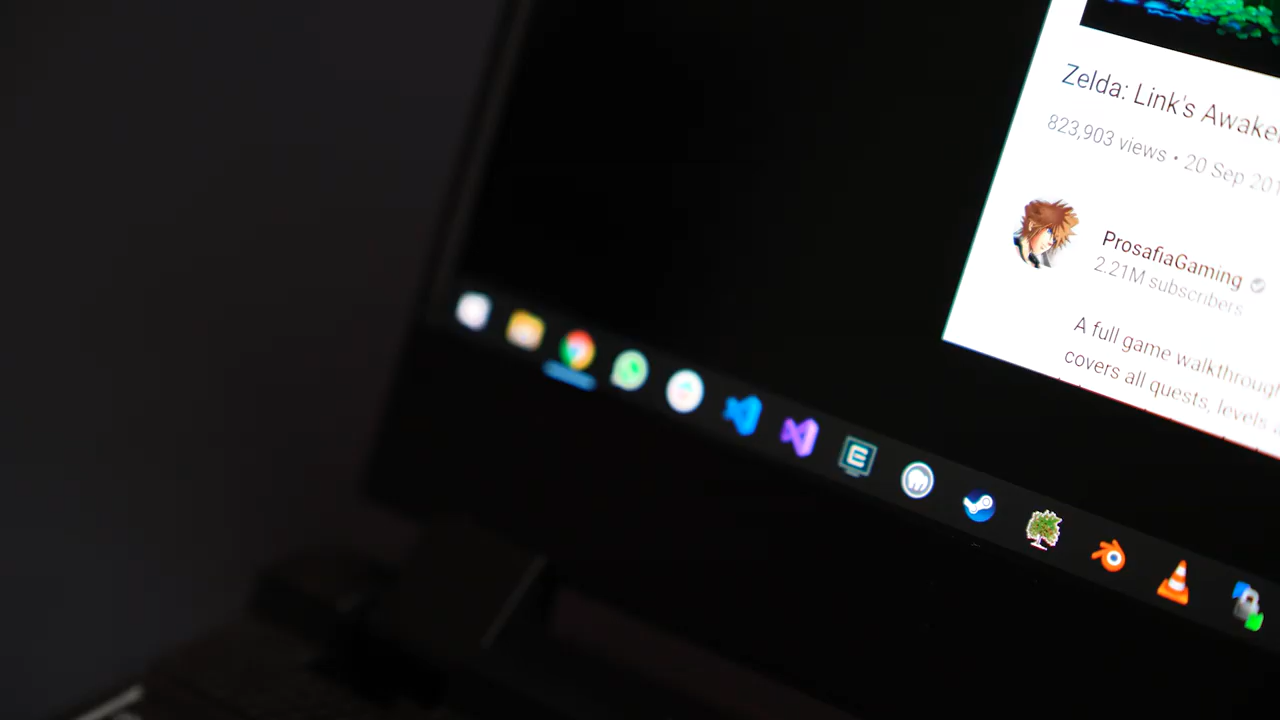 Zelda: Link's Awake
823,903 views • 20 Sep 201
ProsafiaGaming
2.21M subscribers
A full game walkthrough
covers all quests, levels a
E